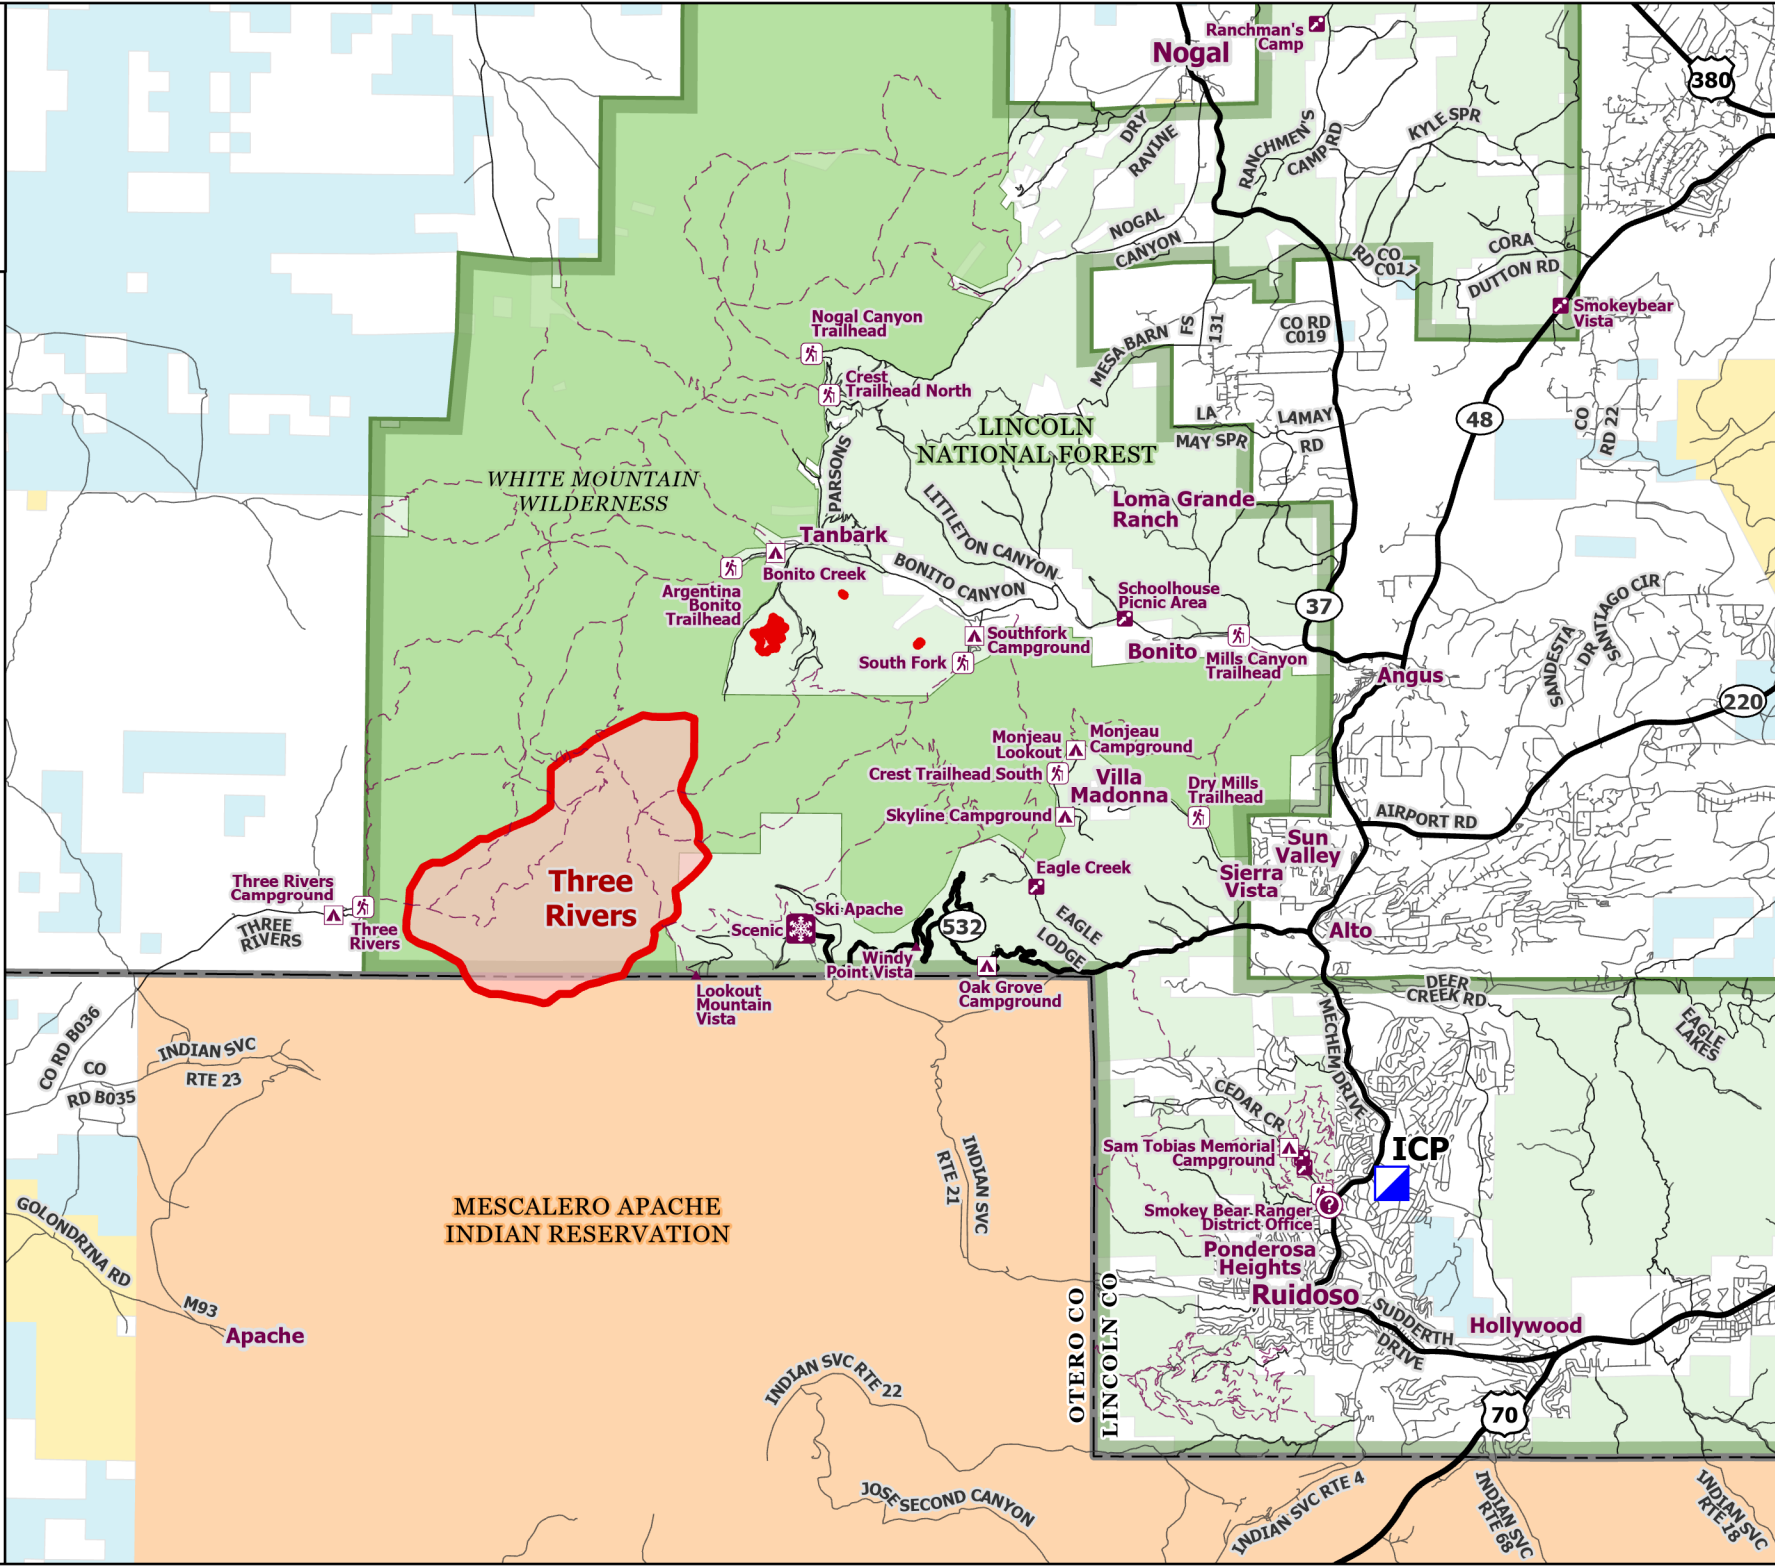 Ranchman's
Camp
Nogal
380
DRY
RAVINE
RANCHMEN'S
CAMP RD
KYLE SPR
NOGAL
CANYON
CO
RD C017
CORA
DUTTON RD
Smokeybear
Vista
Nogal Canyon
Trailhead
Crest
Trailhead North
MESA BARN
FS
131
CO RD
C019
48
CO
RD 22
LA
MAY SPR
LAMAY
RD
LINCOLN
NATIONAL FOREST
PARSONS
WHITE MOUNTAIN
WILDERNESS
Loma Grande
Ranch
LITTLETON CANYON
Tanbark
Bonito Creek
BONITO CANYON
Argentina
Bonito
Trailhead
Schoolhouse
Picnic Area
37
SANTIAGO CIR
SANDESTA
DR
Southfork
Campground
South Fork
Bonito
Mills Canyon
Trailhead
Angus
220
Monjeau
Lookout
Monjeau
Campground
Crest Trailhead South
Villa
Madonna
Dry Mills
Trailhead
Skyline Campground
AIRPORT RD
Sun
Valley
Sierra
Vista
Eagle Creek
Three
Rivers
Three Rivers
Campground
THREE
RIVERS
Three
Rivers
Ski Apache
Scenic
532
EAGLE
LODGE
Alto
Windy
Point Vista
Oak Grove
Campground
Lookout
Mountain
Vista
DEER
CREEK RD
EAGLE
LAKES
CO RD B036
CO
RD B035
INDIAN SVC
RTE 23
MECHEM DRIVE
CEDAR CR
INDIAN SVC
RTE 21
ICP
Sam Tobias Memorial
Campground
?
Smokey Bear Ranger
District Office
MESCALERO APACHE
INDIAN RESERVATION
GOLONDRINA RD
M93
Apache
Ponderosa
Heights
Ruidoso
OTERO CO
LINCOLN CO
SUDDERTH
DRIVE
Hollywood
70
INDIAN SVC RTE 22
JOSE SECOND CANYON
INDIAN SVC RTE 4
INDIAN SVC
RTE 68
INDIAN SVC
RTE 18